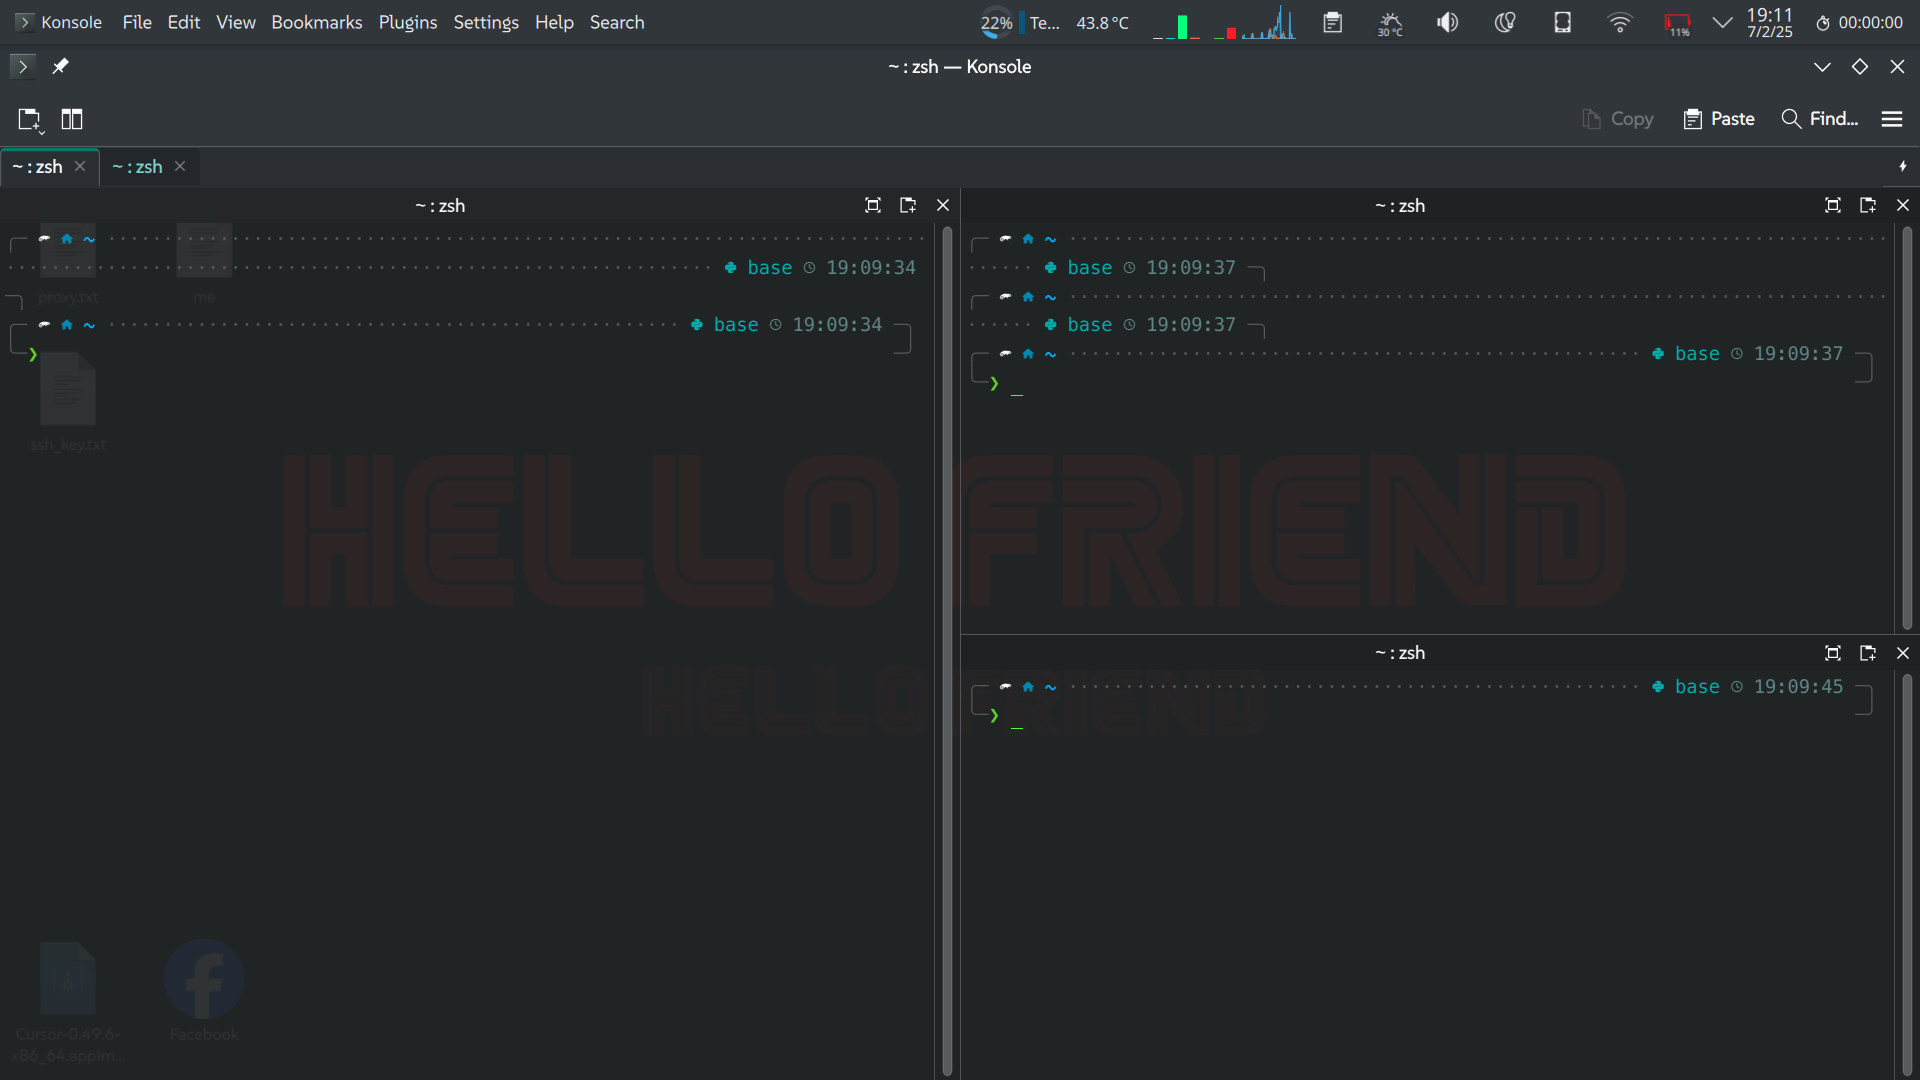 Konsole File Edit View Bookmarks Plugins Settings Help Search 22% Te... 43.8 °C 30 °C 11% 19:11 7/2/25 00:00:00
~ : zsh — Konsole
Copy Paste Find...
~ : zsh ~ : zsh
~ : zsh
~
base 19:09:34
proxy.txt me
~ base 19:09:34
❯
ssh_key.txt
~ : zsh
~
base 19:09:37
~
base 19:09:37
~ base 19:09:37
❯ _
HELLO FRIEND
HELLO FRIEND
~ : zsh
~ base 19:09:45
❯ _
Cursor-0.49.6-
x86_64.appim...
Facebook